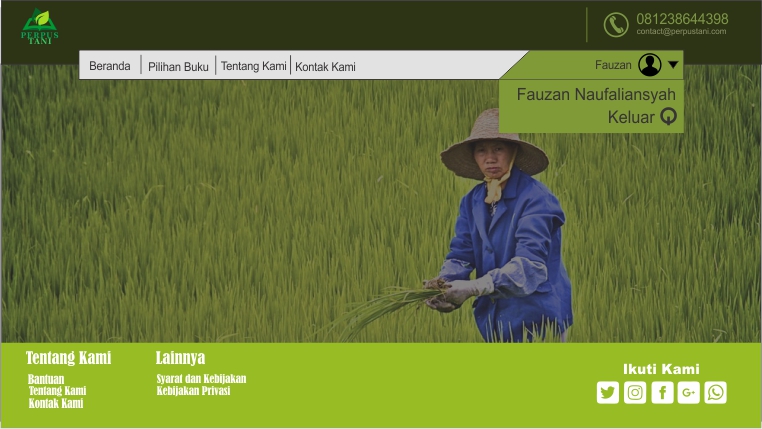 PERPUS
TANI
081238644398
contact@perpustani.com
Beranda
Pilihan Buku
Tentang Kami
Kontak Kami
Fauzan
Fauzan Naufaliansyah
Keluar
Tentang Kami
Bantuan
Tentang Kami
Kontak Kami
Lainnya
Syarat dan Kebijakan
Kebijakan Privasi
Ikuti Kami
G+